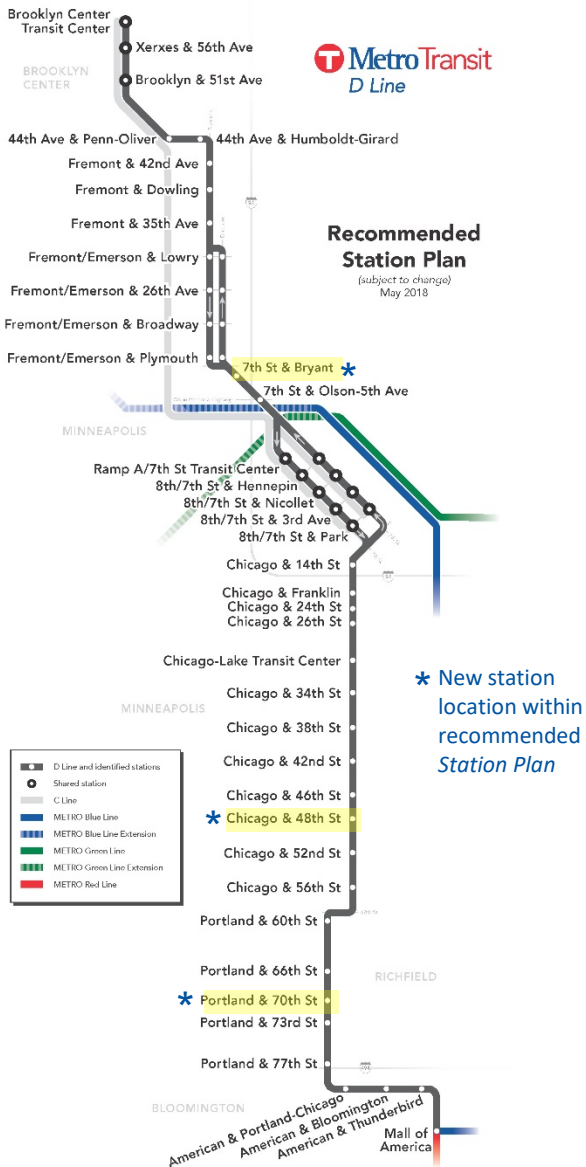 Brooklyn Center
Transit Center
Xerxes & 56th Ave
BROOKLYN
CENTER
Brooklyn & 51st Ave
T MetroTransit
D Line
44th Ave & Penn-Oliver
44th Ave & Humboldt-Girard
Fremont & 42nd Ave
Fremont & Dowling
Fremont & 35th Ave
Recommended
Station Plan
(subject to change)
May 2018
Fremont/Emerson & Lowry
Fremont/Emerson & 26th Ave
Fremont/Emerson & Broadway
Fremont/Emerson & Plymouth
7th St & Bryant *
7th St & Olson-5th Ave
MINNEAPOLIS
Ramp A/7th St Transit Center
8th/7th St & Hennepin
8th/7th St & Nicollet
8th/7th St & 3rd Ave
8th/7th St & Park
Chicago & 14th St
Chicago & Franklin
Chicago & 24th St
Chicago & 26th St
Chicago-Lake Transit Center
* New station
location within
recommended
Station Plan
Chicago & 34th St
MINNEAPOLIS
Chicago & 38th St
Chicago & 42nd St
Chicago & 46th St
* Chicago & 48th St
Chicago & 52nd St
Chicago & 56th St
D Line and identified stations
Shared station
C Line
METRO Blue Line
METRO Blue Line Extension
METRO Green Line
METRO Green Line Extension
METRO Red Line
Portland & 60th St
Portland & 66th St
RICHFIELD
* Portland & 70th St
Portland & 73rd St
Portland & 77th St
BLOOMINGTON
American & Portland-Chicago
American & Bloomington
American & Thunderbird
Mall of
America